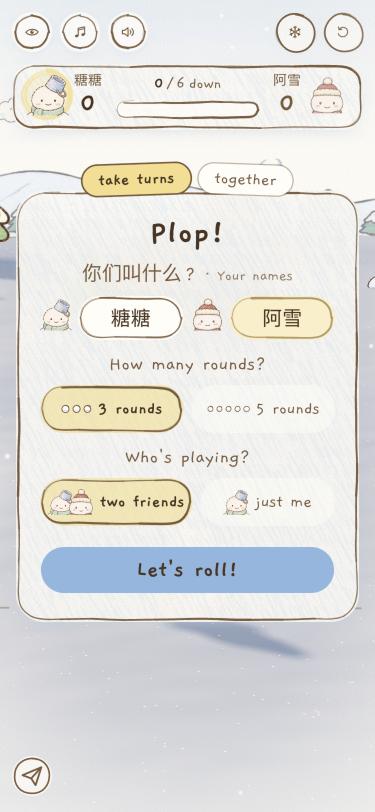 糖糖
0 / 6 down
阿雪
0
0
take turns
together
Plop!
你们叫什么？ · Your names
糖糖
阿雪
How many rounds?
3 rounds
5 rounds
Who's playing?
two friends
just me
Let's roll!